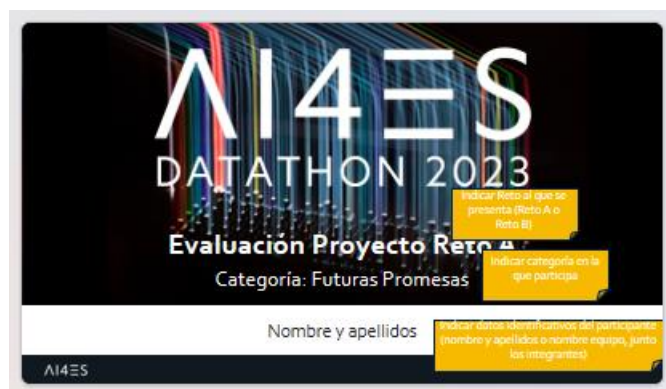 AI4ES
DATATHON 2023
Indicar Reto al que se
presenta (Reto A o
Reto B)
Evaluación Proyecto Reto A
Indicar categoría en la
que participa
Categoría: Futuras Promesas
Nombre y apellidos
Indicar datos identificativos del participante
(nombre y apellidos o nombre equipo, junto
los integrantes)
AI4ES